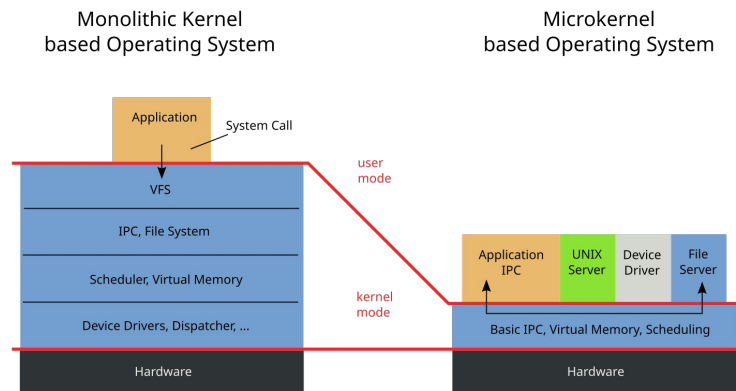 Monolithic Kernel
based Operating System
Microkernel
based Operating System
Application
System Call
VFS
IPC, File System
Scheduler, Virtual Memory
Device Drivers, Dispatcher, ...
Hardware
user
mode
kernel
mode
Application
IPC
UNIX
Server
Device
Driver
File
Server
Basic IPC, Virtual Memory, Scheduling
Hardware